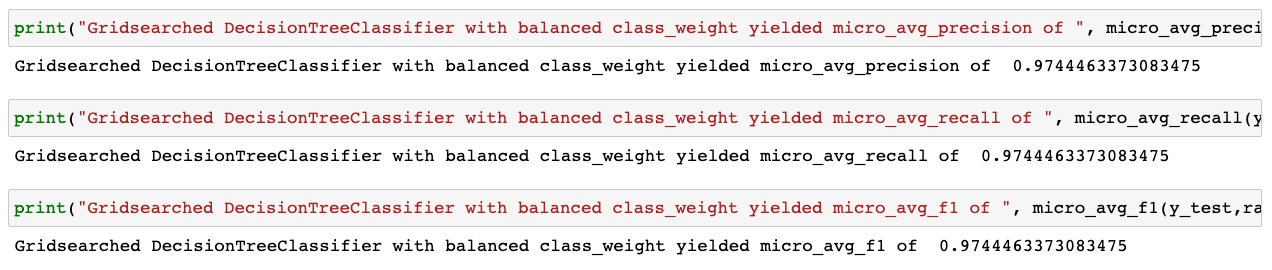 print("Gridsearched DecisionTreeClassifier with balanced class_weight yielded micro_avg_precision of ", micro_avg_preci
Gridsearched DecisionTreeClassifier with balanced class_weight yielded micro_avg_precision of  0.9744463373083475
print("Gridsearched DecisionTreeClassifier with balanced class_weight yielded micro_avg_recall of ", micro_avg_recall(y
Gridsearched DecisionTreeClassifier with balanced class_weight yielded micro_avg_recall of  0.9744463373083475
print("Gridsearched DecisionTreeClassifier with balanced class_weight yielded micro_avg_f1 of ", micro_avg_f1(y_test,ra
Gridsearched DecisionTreeClassifier with balanced class_weight yielded micro_avg_f1 of  0.9744463373083475